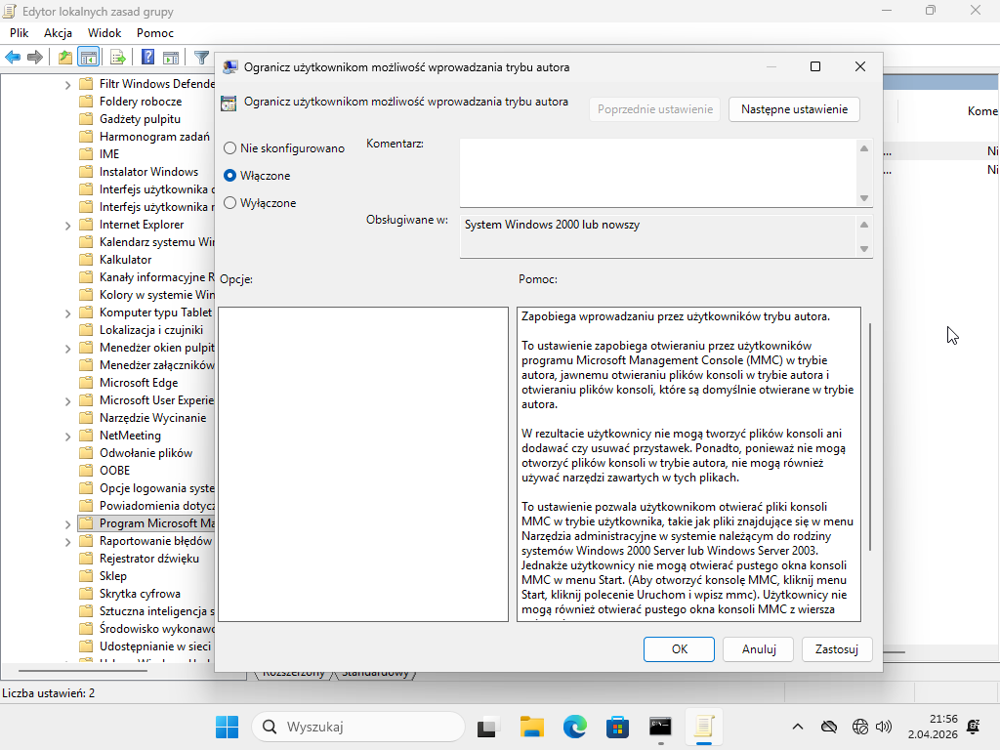 Edytor lokalnych zasad grupy
Plik Akcja Widok Pomoc
Filtr Windows Defende
Foldery robocze
Gadżety pulpitu
Harmonogram zadań
IME
Instalator Windows
Interfejs użytkownika
Interfejs użytkownika
Internet Explorer
Kalendarz systemu Wi
Kalkulator
Kanały informacyjne R
Kolory w systemie Win
Komputer typu Tablet
Lokalizacja i czujniki
Menedżer okien pulpit
Menedżer załączników
Microsoft Edge
Microsoft User Experie
Narzędzie Wycinanie
NetMeeting
Odwołanie plików
OOBE
Opcje logowania syste
Powiadomienia dotycz
Program Microsoft Ma
Raportowanie błędów
Rejestrator dźwięku
Sklep
Skrytka cyfrowa
Sztuczna inteligencja s
Środowisko wykonawc
Udostępnianie w sieci
Kome
... Ni
... Ni
Rozszerzony Standardowy
Liczba ustawień: 2
Ogranicz użytkownikom możliwość wprowadzania trybu autora
Ogranicz użytkownikom możliwość wprowadzania trybu autora
Poprzednie ustawienie Następne ustawienie
Nie skonfigurowano
Włączone
Wyłączone
Komentarz:
Obsługiwane w:
System Windows 2000 lub nowszy
Opcje:
Pomoc:
Zapobiega wprowadzaniu przez użytkowników trybu autora.
To ustawienie zapobiega otwieraniu przez użytkowników
programu Microsoft Management Console (MMC) w trybie
autora, jawnemu otwieraniu plików konsoli w trybie autora i
otwieraniu plików konsoli, które są domyślnie otwierane w trybie
autora.
W rezultacie użytkownicy nie mogą tworzyć plików konsoli ani
dodawać czy usuwać przystawek. Ponadto, ponieważ nie mogą
otworzyć plików konsoli w trybie autora, nie mogą również
używać narzędzi zawartych w tych plikach.
To ustawienie pozwala użytkownikom otwierać pliki konsoli
MMC w trybie użytkownika, takie jak pliki znajdujące się w menu
Narzędzia administracyjne w systemie należącym do rodziny
systemów Windows 2000 Server lub Windows Server 2003.
Jednakże użytkownicy nie mogą otwierać pustego okna konsoli
MMC w menu Start. (Aby otworzyć konsolę MMC, kliknij menu
Start, kliknij polecenie Uruchom i wpisz mmc). Użytkownicy nie
mogą również otwierać pustego okna konsoli MMC z wiersza
OK Anuluj Zastosuj
Wyszukaj
21:56
2.04.2026